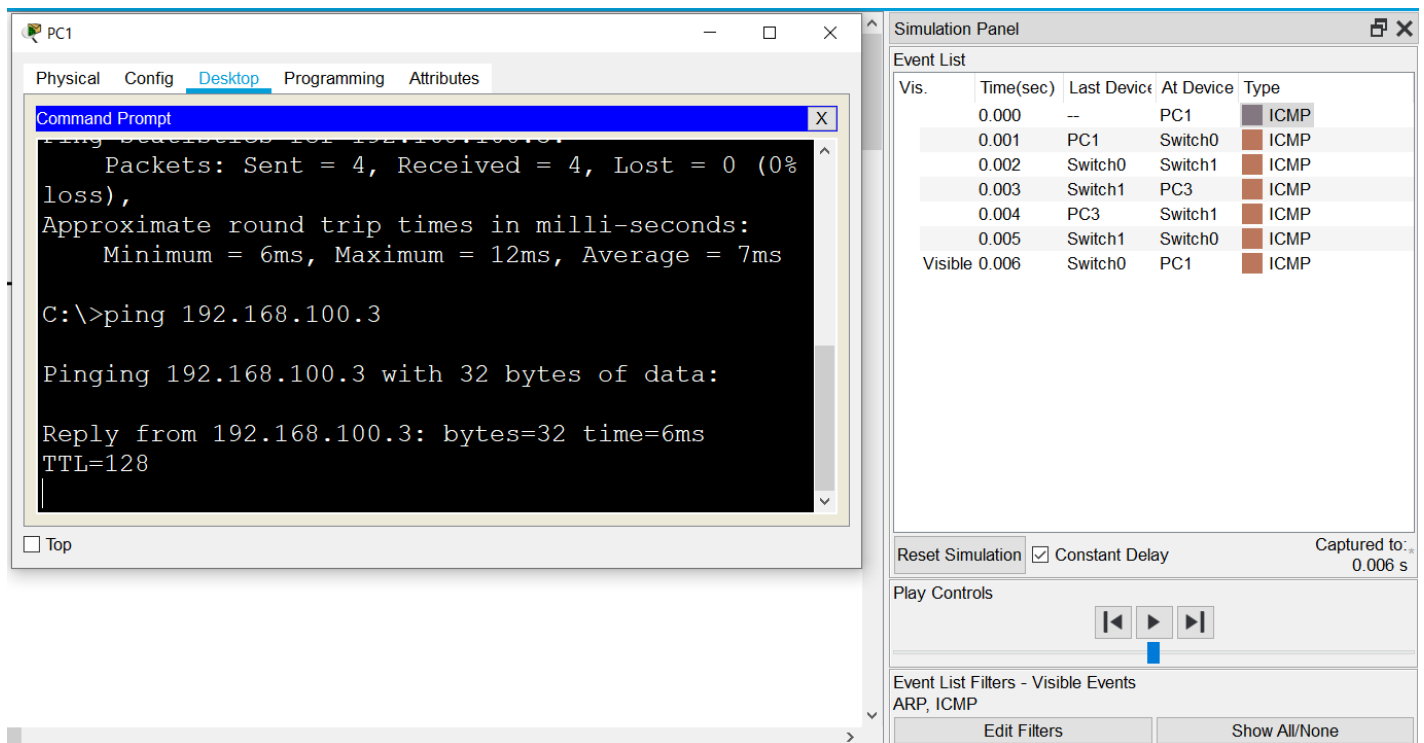 PC1
Physical Config Desktop Programming Attributes
Command Prompt X
Packets: Sent = 4, Received = 4, Lost = 0 (0%
loss),
Approximate round trip times in milli-seconds:
Minimum = 6ms, Maximum = 12ms, Average = 7ms
C:\>ping 192.168.100.3
Pinging 192.168.100.3 with 32 bytes of data:
Reply from 192.168.100.3: bytes=32 time=6ms
TTL=128
Top
Simulation Panel
Event List
Vis. Time(sec) Last Device At Device Type
0.000 -- PC1 ICMP
0.001 PC1 Switch0 ICMP
0.002 Switch0 Switch1 ICMP
0.003 Switch1 PC3 ICMP
0.004 PC3 Switch1 ICMP
0.005 Switch1 Switch0 ICMP
Visible 0.006 Switch0 PC1 ICMP
Reset Simulation Constant Delay
Captured to:
0.006 s
Play Controls
Event List Filters - Visible Events
ARP, ICMP
Edit Filters Show All/None